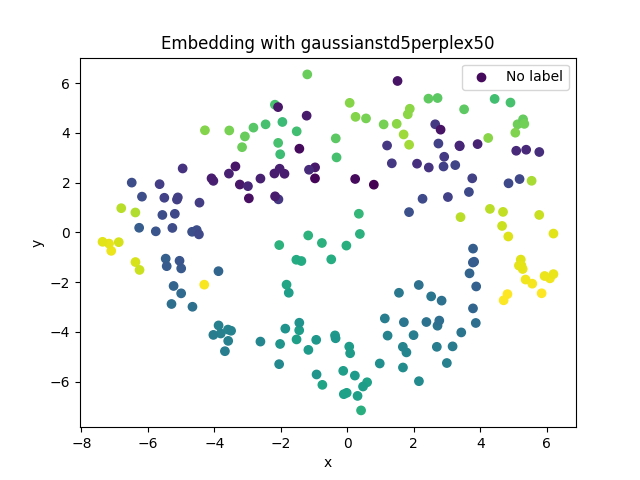 Embedding with gaussianstd5perplex50
No label
6
4
2
0
−2
−4
−6
y
−8 −6 −4 −2 0 2 4 6
x